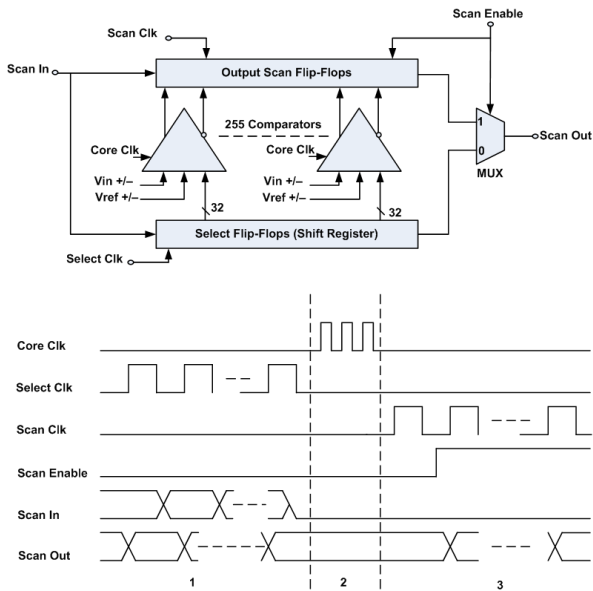 Scan Enable
Scan Clk
Scan In
Output Scan Flip-Flops
255 Comparators
1
Core Clk
Core Clk
Scan Out
0
Vin +/–
Vin +/–
MUX
Vref +/–
Vref +/–
32
32
Select Flip-Flops (Shift Register)
Select Clk
Core Clk
Select Clk
Scan Clk
Scan Enable
Scan In
Scan Out
1
2
3